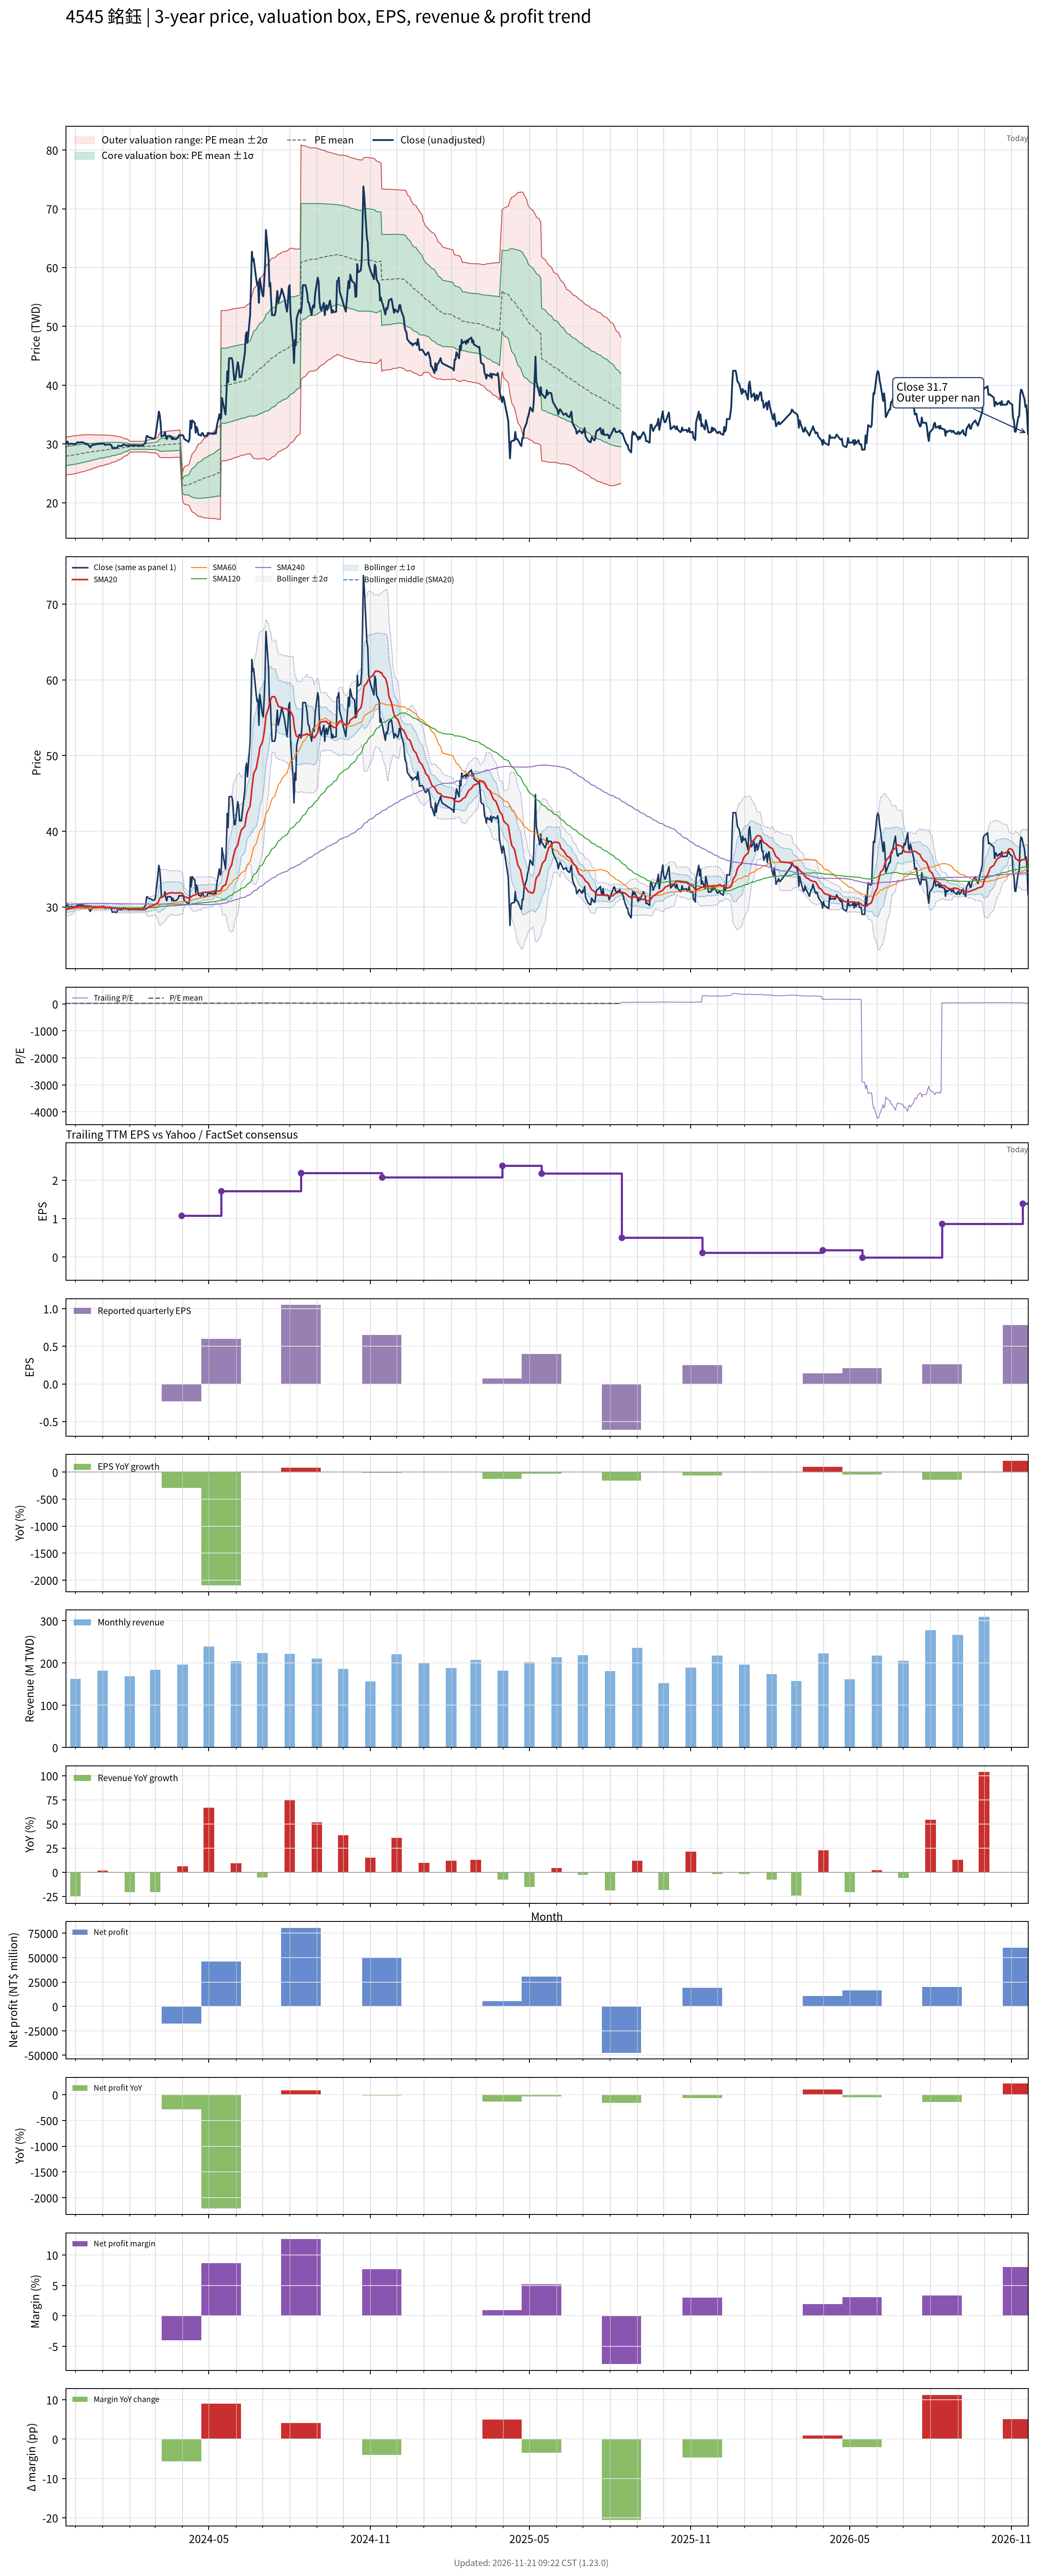 4545 銘鈺 | 3-year price, valuation box, EPS, revenue & profit trend
Outer valuation range: PE mean ±2σ
Core valuation box: PE mean ±1σ
PE mean
Close (unadjusted)
Today
Close 31.7
Outer upper nan
Price (TWD)
80
70
60
50
40
30
20
Close (same as panel 1)
SMA20
SMA60
SMA120
SMA240
Bollinger ±2σ
Bollinger ±1σ
Bollinger middle (SMA20)
Price
70
60
50
40
30
Trailing P/E
P/E mean
P/E
0
-1000
-2000
-3000
-4000
Trailing TTM EPS vs Yahoo / FactSet consensus
Today
EPS
2
1
0
Reported quarterly EPS
EPS
1.0
0.5
0.0
-0.5
EPS YoY growth
YoY (%)
0
-500
-1000
-1500
-2000
Monthly revenue
Revenue (M TWD)
300
200
100
0
Revenue YoY growth
YoY (%)
100
75
50
25
0
-25
Month
Net profit
Net profit (NT$ million)
75000
50000
25000
0
-25000
-50000
Net profit YoY
YoY (%)
0
-500
-1000
-1500
-2000
Net profit margin
Margin (%)
10
5
0
-5
Margin YoY change
Δ margin (pp)
10
0
-10
-20
2024-05
2024-11
2025-05
2025-11
2026-05
2026-11
Updated: 2026-11-21 09:22 CST (1.23.0)